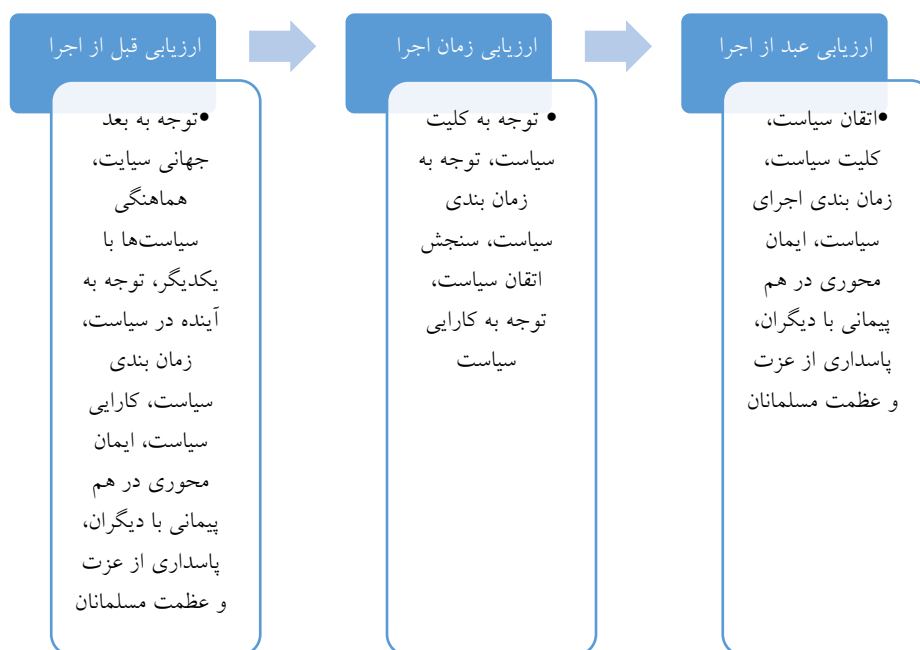 ارزیابی قبل از اجرا
•توجه به بعد
جهانی سیایت،
هماهنگی
سیاست‌ها با
یکدیگر، توجه به
آینده در سیاست،
زمان بندی
سیاست، کارایی
سیاست، ایمان
محوری در هم
پیمانی با دیگران،
پاسداری از عزت
و عظمت مسلمانان
ارزیابی زمان اجرا
• توجه به کلیت
سیاست، توجه به
زمان بندی
سیاست، سنجش
اتقان سیاست،
توجه به کارایی
سیاست
ارزیابی عبد از اجرا
•اتقان سیاست،
کلیت سیاست،
زمان بندی اجرای
سیاست، ایمان
محوری در هم
پیمانی با دیگران،
پاسداری از عزت
و عظمت مسلمانان